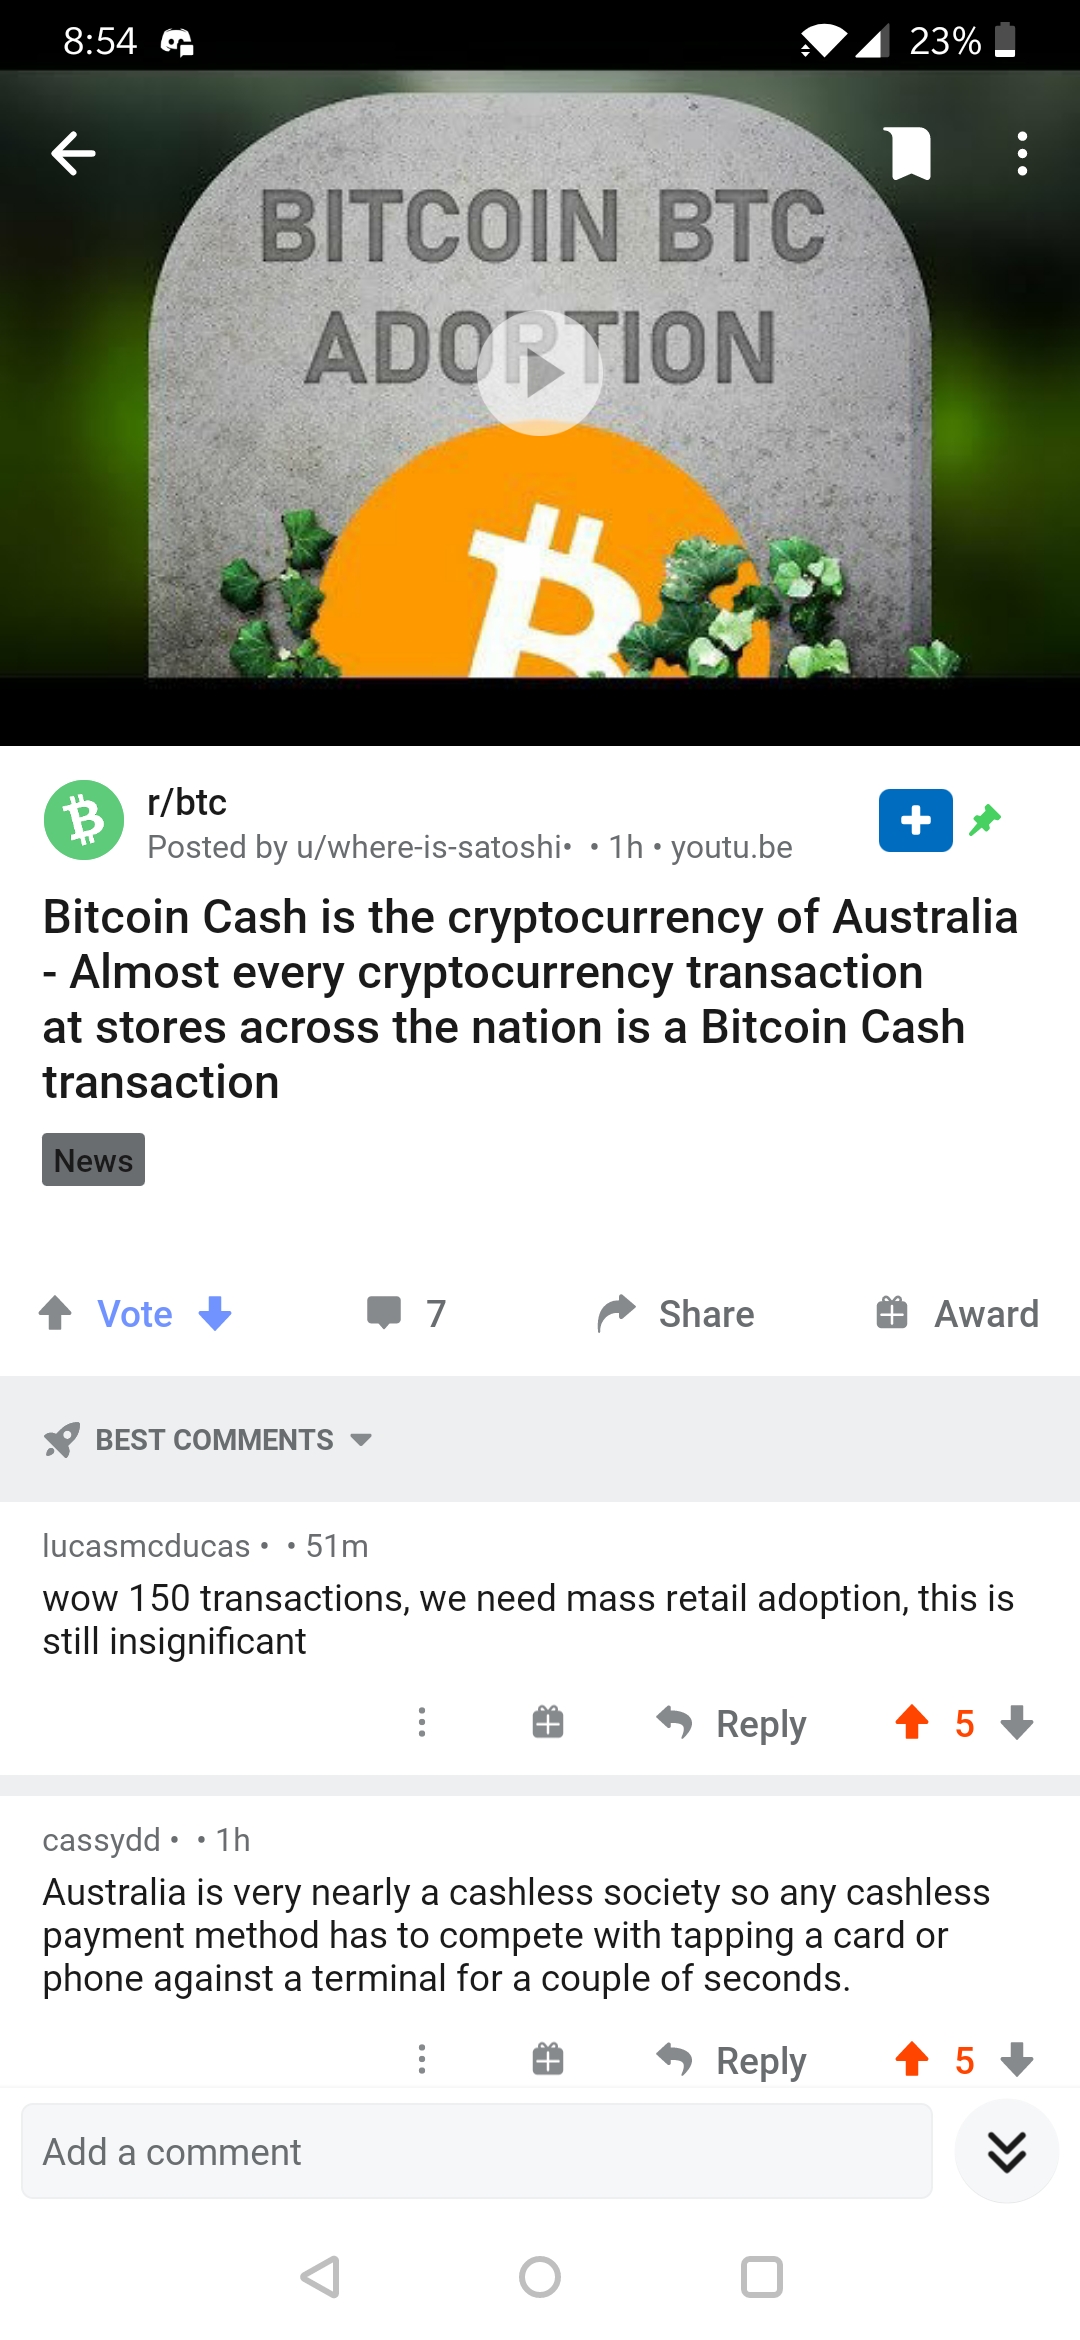 8:54
23%
BITCOIN BTC
ADOPTION
r/btc
Posted by u/where-is-satoshi• • 1h • youtu.be
Bitcoin Cash is the cryptocurrency of Australia
- Almost every cryptocurrency transaction
at stores across the nation is a Bitcoin Cash
transaction
News
Vote 7 Share Award
BEST COMMENTS
lucasmcducas • • 51m
wow 150 transactions, we need mass retail adoption, this is
still insignificant
Reply 5
cassydd • • 1h
Australia is very nearly a cashless society so any cashless
payment method has to compete with tapping a card or
phone against a terminal for a couple of seconds.
Reply 5
Add a comment